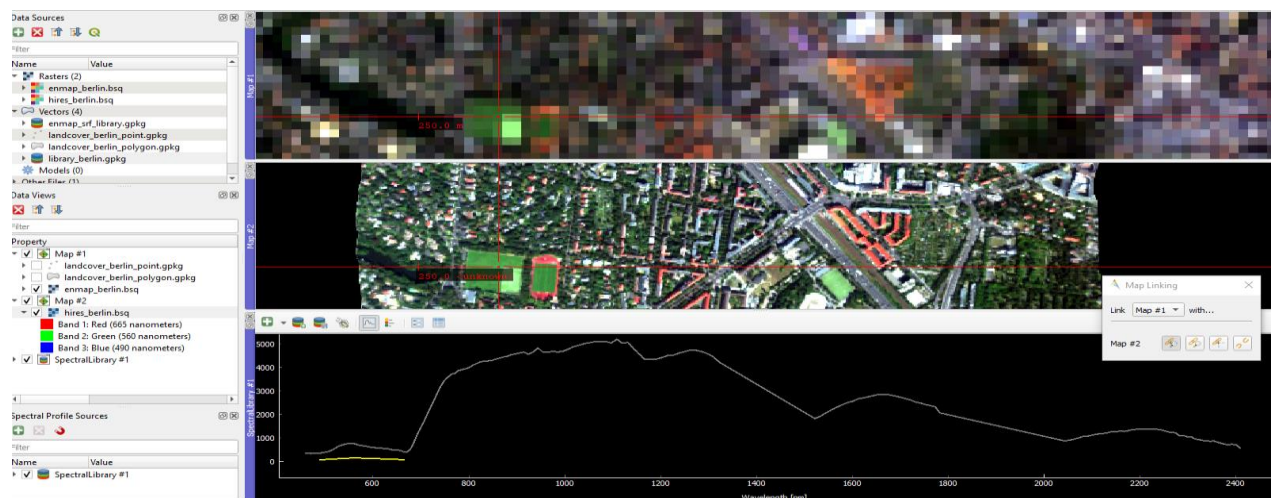 Data Sources
Filter
Name Value
Rasters (2)
enmap_berlin.bsq
hires_berlin.bsq
Vectors (4)
enmap_srf_library.gpkg
landcover_berlin_point.gpkg
landcover_berlin_polygon.gpkg
library_berlin.gpkg
Models (0)
Other Files (1)
Data Views
Filter
Property
Map #1
landcover_berlin_point.gpkg
landcover_berlin_polygon.gpkg
enmap_berlin.bsq
Map #2
hires_berlin.bsq
Band 1: Red (665 nanometers)
Band 2: Green (560 nanometers)
Band 3: Blue (490 nanometers)
SpectralLibrary #1
Spectral Profile Sources
Filter
Name Value
SpectralLibrary #1
Map #1
250.0 m
Map #2
250.0 unknown
Map Linking
Link Map #1 with...
Map #2
SpectralLibrary #1
5000
4000
3000
2000
1000
0
600 800 1000 1200 1400 1600 1800 2000 2200 2400
Wavelength [nm]